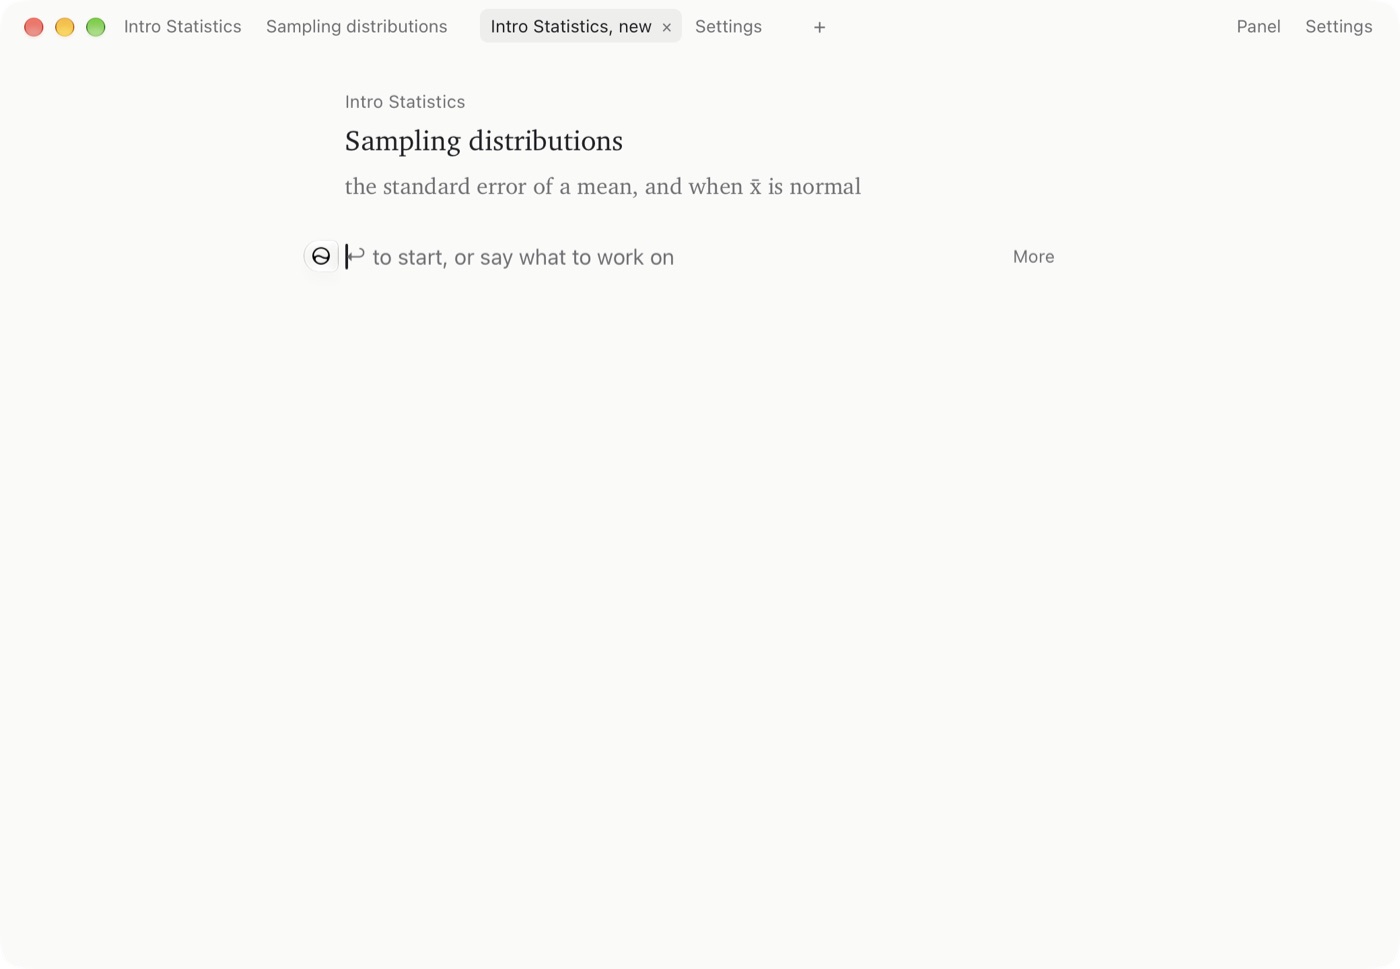 Intro Statistics Sampling distributions Intro Statistics, new × Settings + Panel Settings
Intro Statistics
Sampling distributions
the standard error of a mean, and when x̄ is normal
↩ to start, or say what to work on More